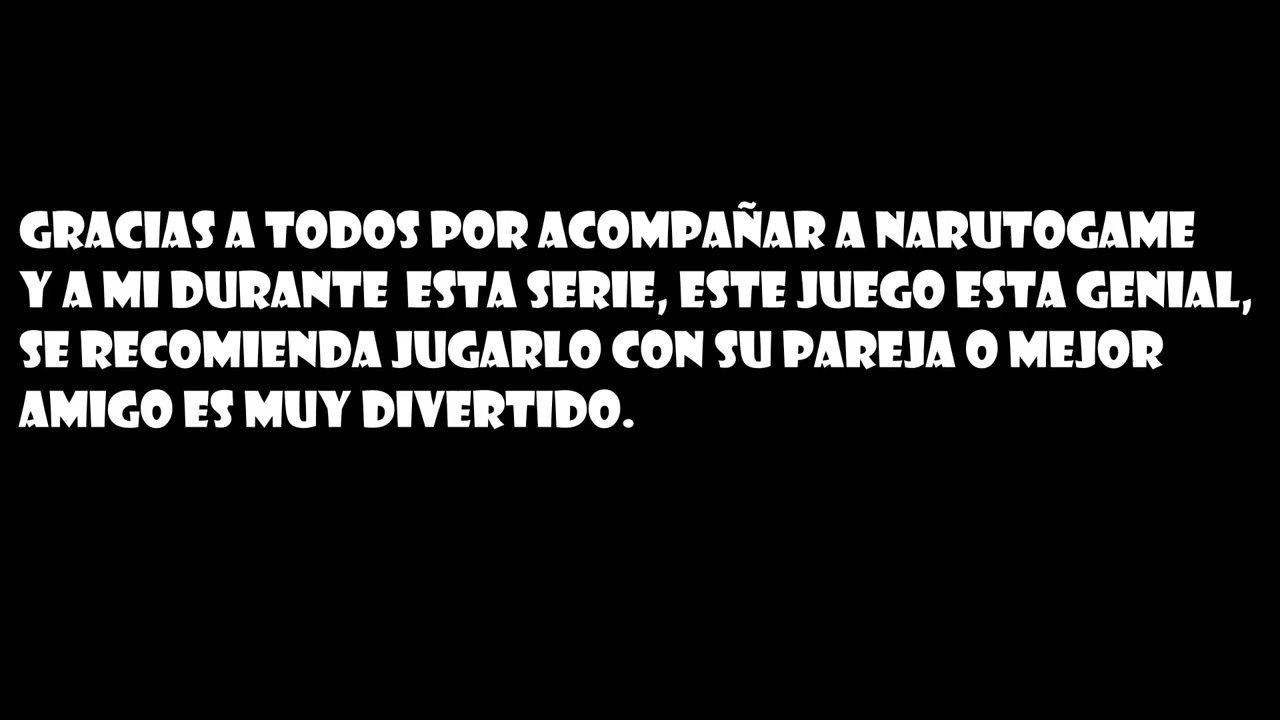 GRACIAS A TODOS POR ACOMPAÑAR A NARUTOGAME
Y A MI DURANTE ESTA SERIE, ESTE JUEGO ESTA GENIAL,
SE RECOMIENDA JUGARLO CON SU PAREJA O MEJOR
AMIGO ES MUY DIVERTIDO.